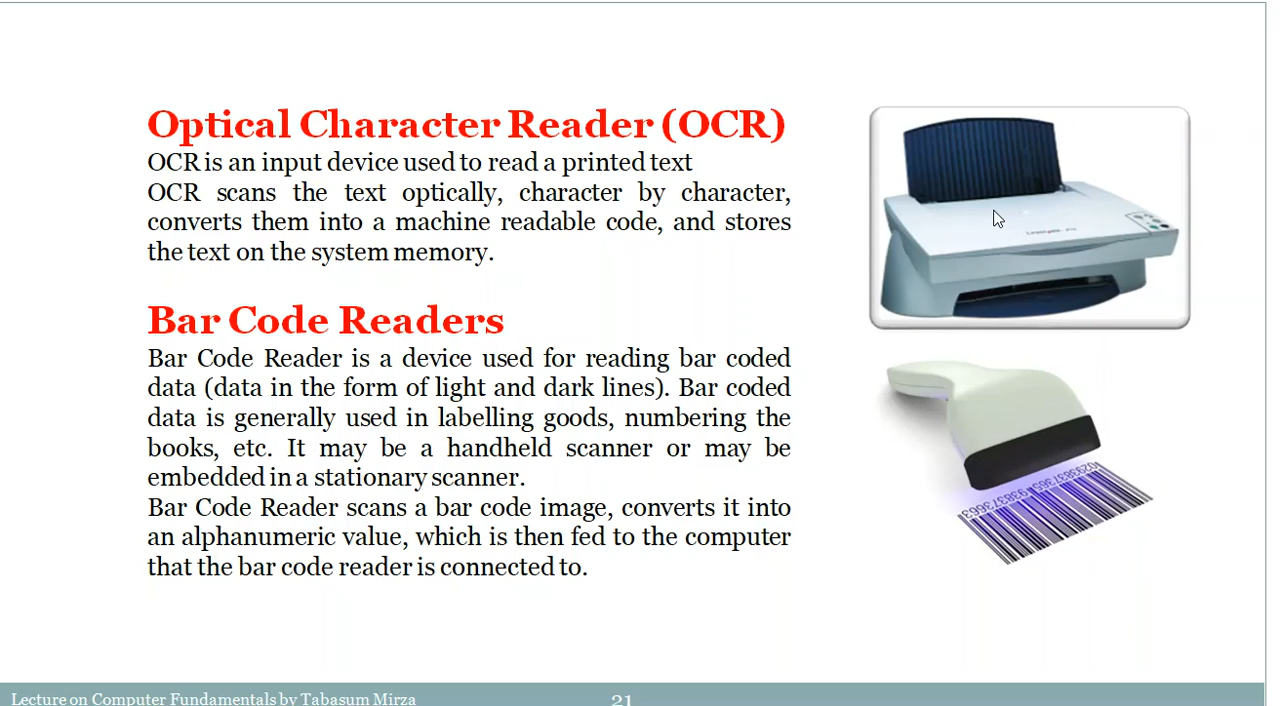 Optical Character Reader (OCR)
OCR is an input device used to read a printed text
OCR scans the text optically, character by character,
converts them into a machine readable code, and stores
the text on the system memory.
Bar Code Readers
Bar Code Reader is a device used for reading bar coded
data (data in the form of light and dark lines). Bar coded
data is generally used in labelling goods, numbering the
books, etc. It may be a handheld scanner or may be
embedded in a stationary scanner.
Bar Code Reader scans a bar code image, converts it into
an alphanumeric value, which is then fed to the computer
that the bar code reader is connected to.
Lecture on Computer Fundamentals by Tabasum Mirza
21